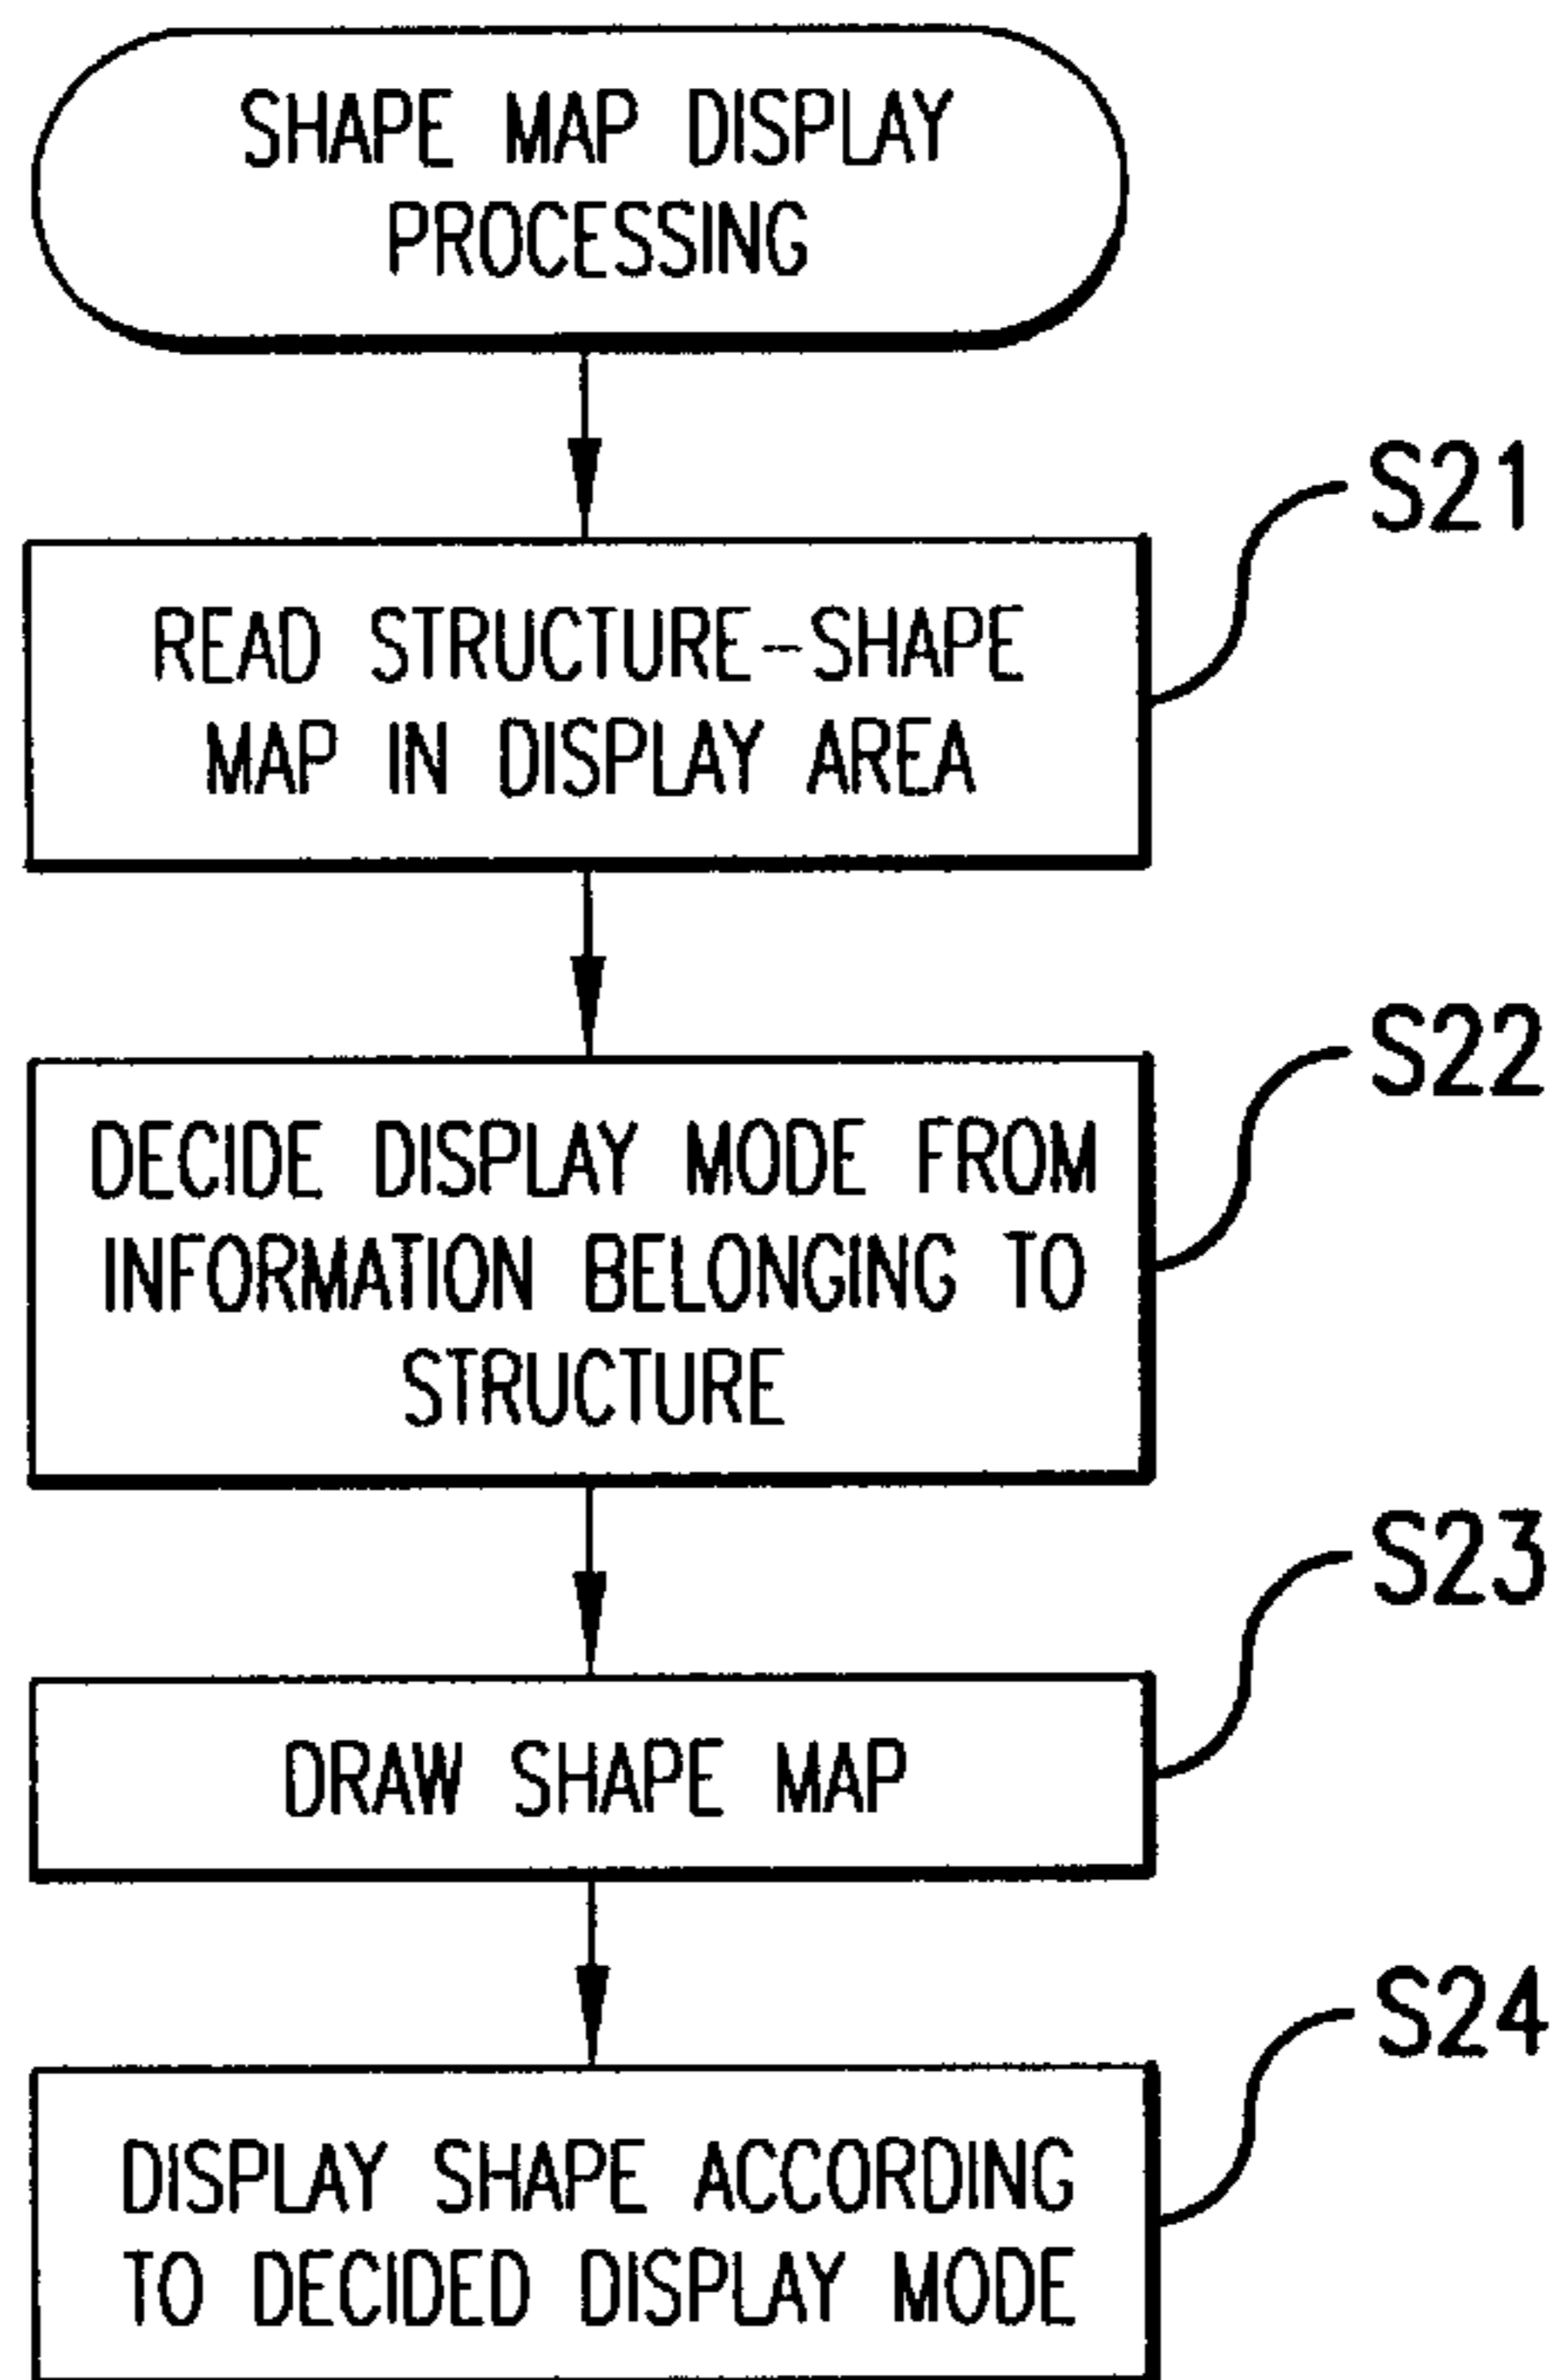 SHAPE MAP DISPLAY
PROCESSING
S21
READ STRUCTURE-SHAPE
MAP IN DISPLAY AREA
S22
DECIDE DISPLAY MODE FROM
INFORMATION BELONGING TO
STRUCTURE
S23
DRAW SHAPE MAP
S24
DISPLAY SHAPE ACCORDING
TO DECIDED DISPLAY MODE